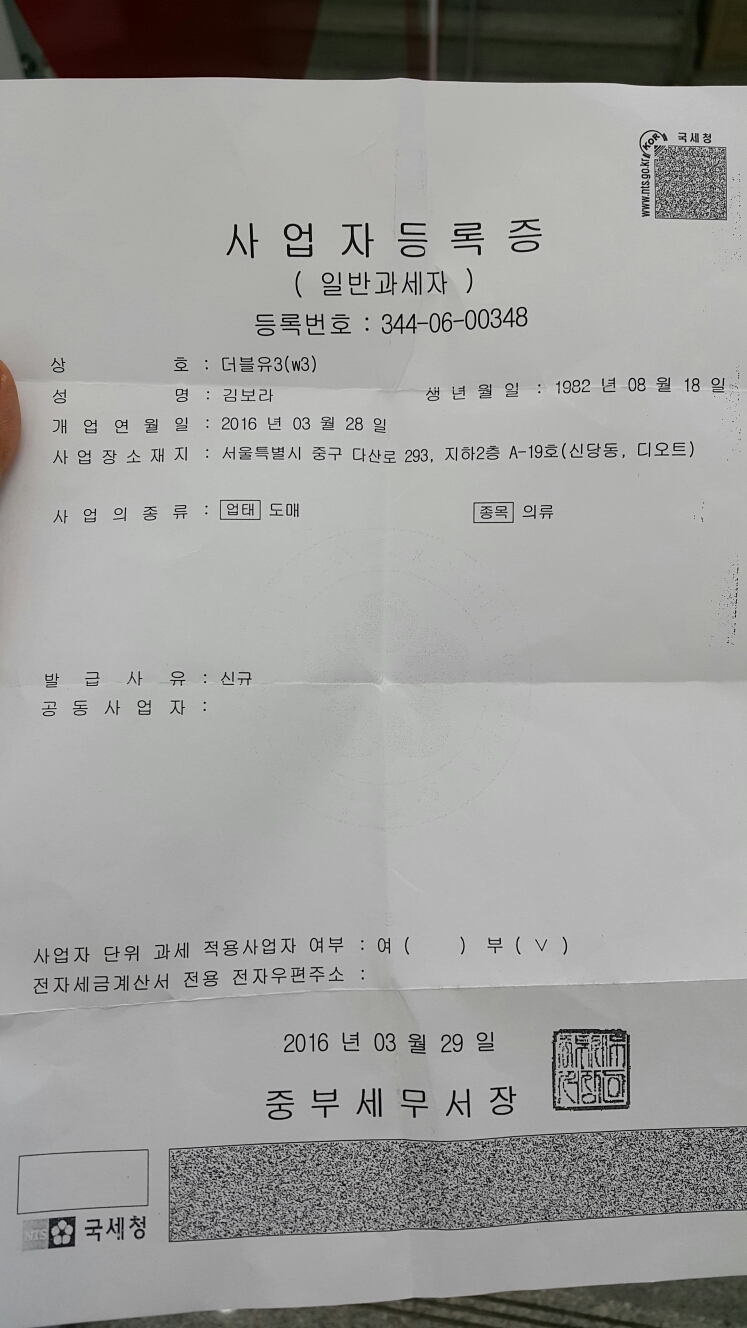 국세청
KOR
www.nts.go.kr
사업자등록증
( 일반과세자 )
등록번호 : 344-06-00348
상 호 : 더블유3(w3)
성 명 : 김보라 생년월일 : 1982 년 08 월 18 일
개업연월일 : 2016 년 03 월 28 일
사업장소재지 : 서울특별시 중구 다산로 293, 지하2층 A-19호(신당동, 디오트)
사업의종류 : 업태 도매 종목 의류
발급사유 : 신규
공동사업자 :
사업자 단위 과세 적용사업자 여부 : 여 ( ) 부 ( ∨ )
전자세금계산서 전용 전자우편주소 :
2016 년 03 월 29 일
중부세무서장
NTS 국세청